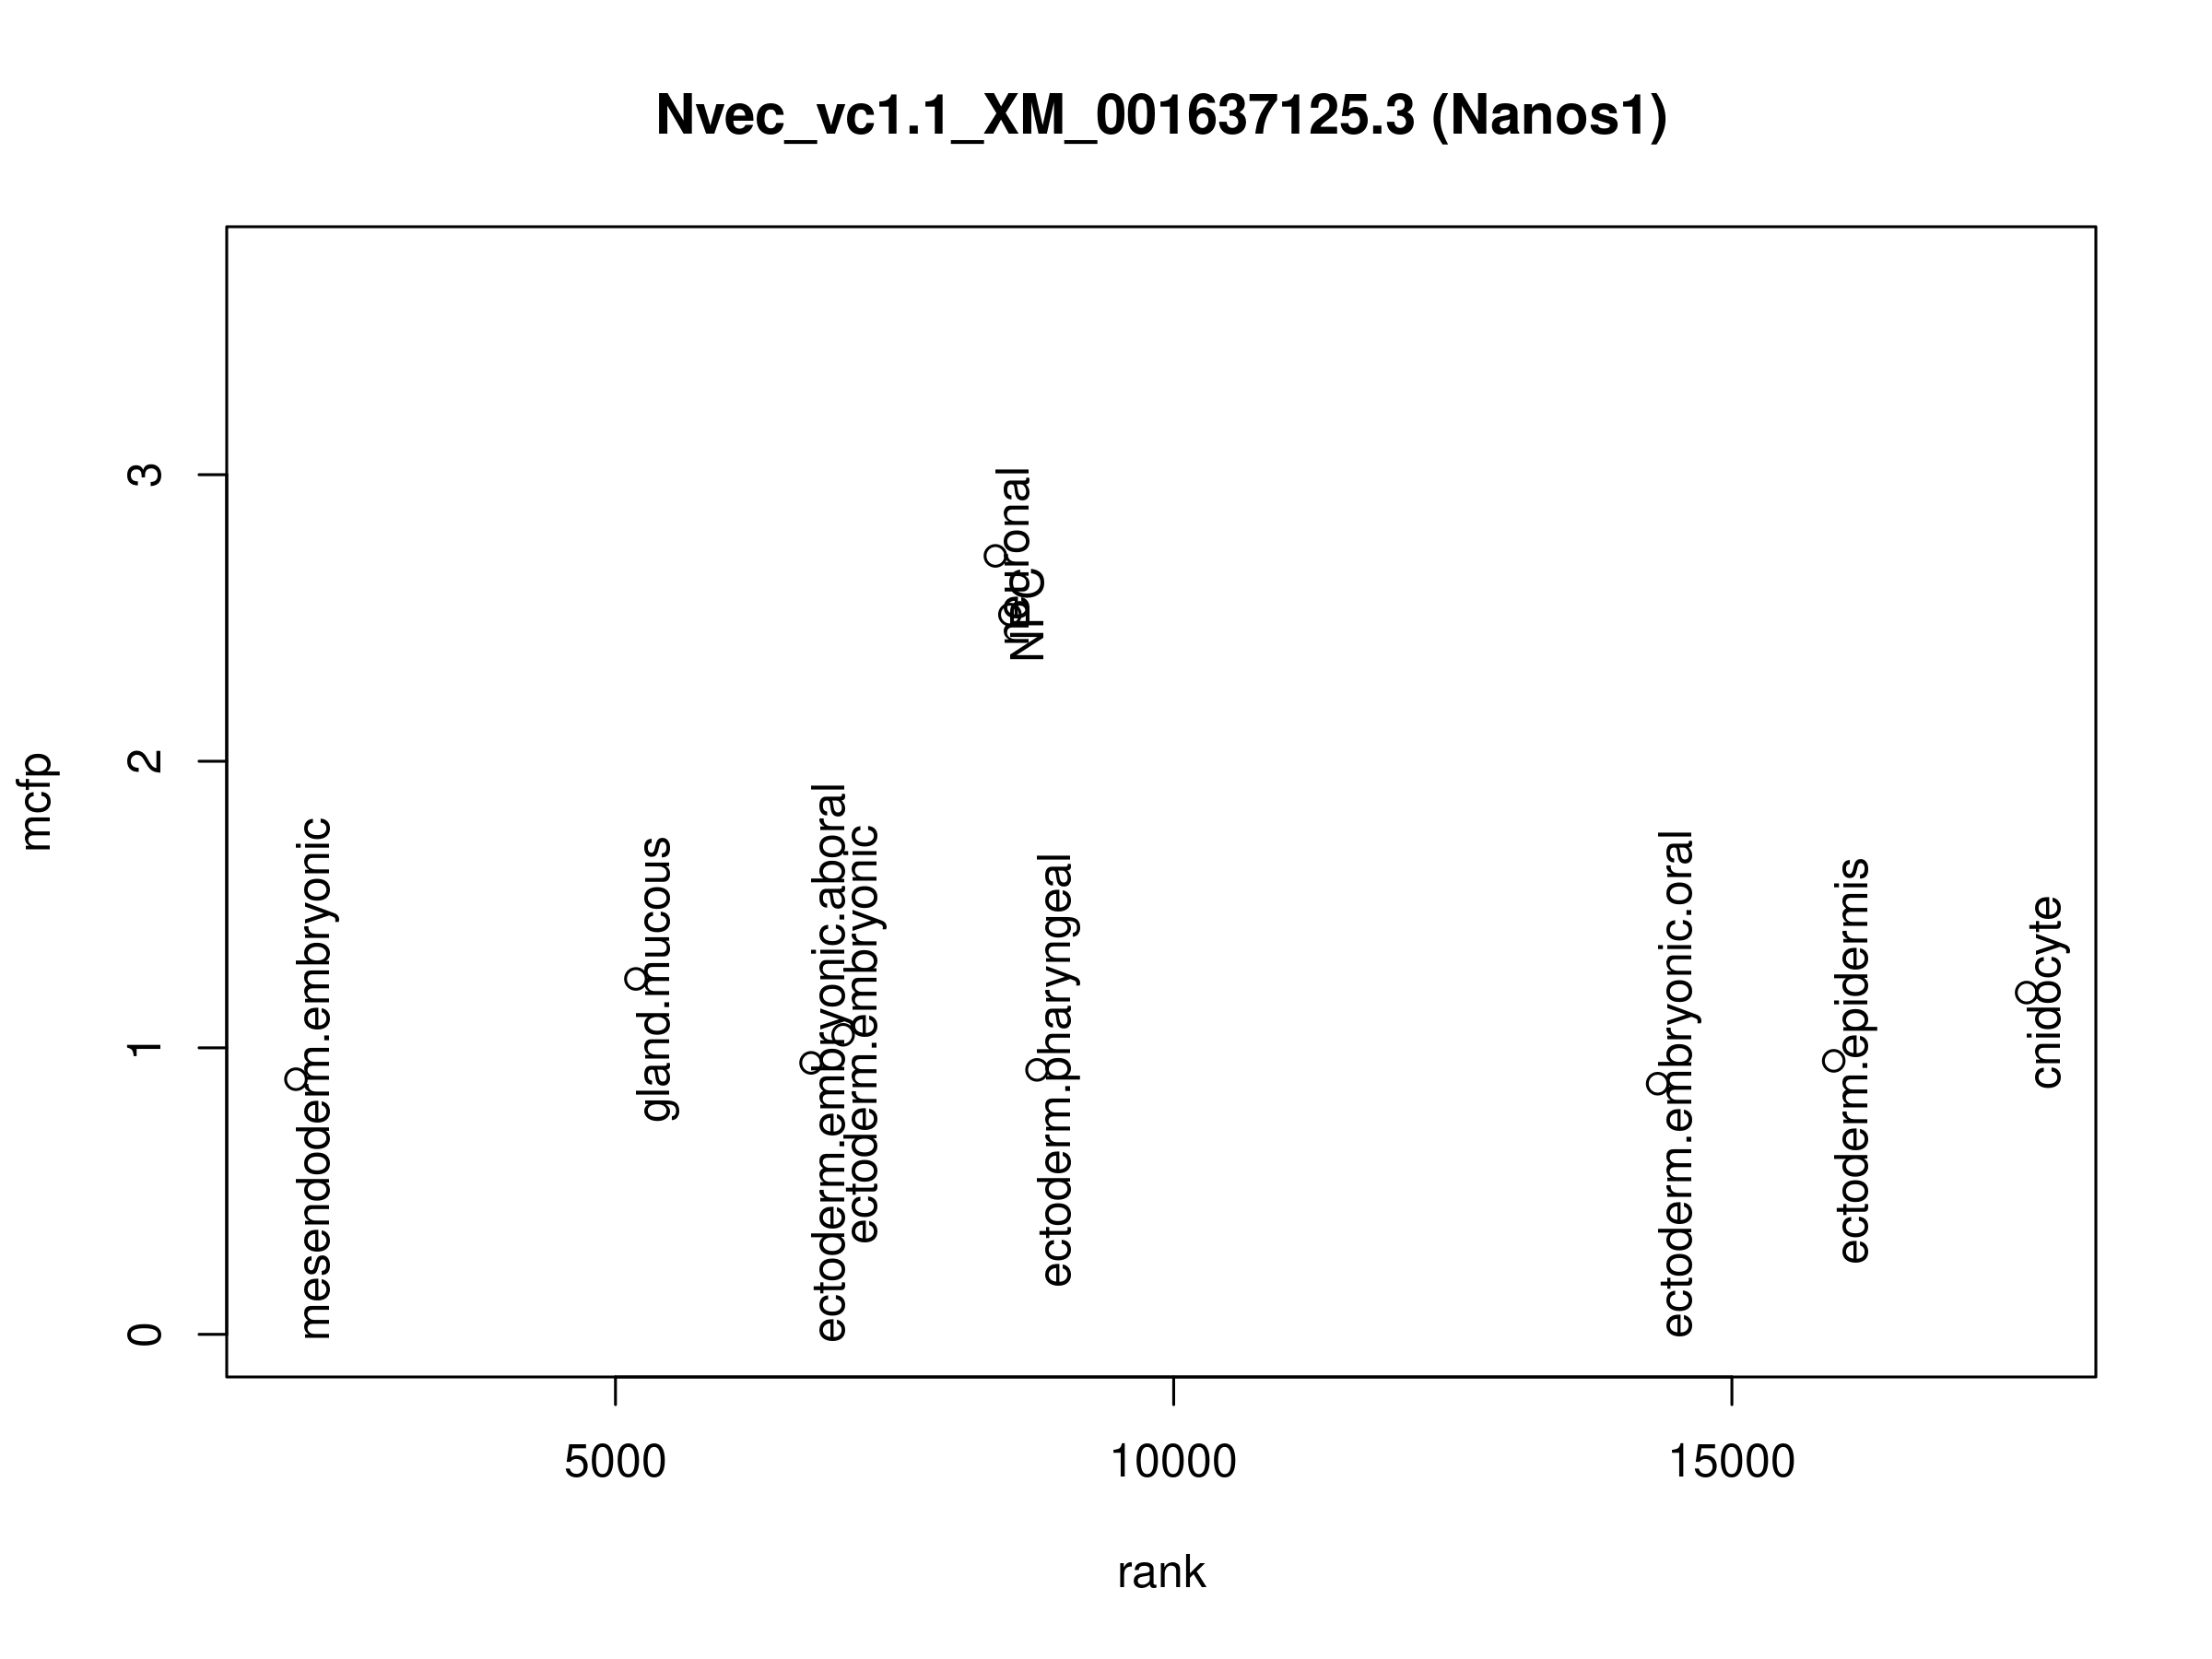 Nvec_vc1.1_XM_001637125.3 (Nanos1)
mcfp
3
2
1
0
mesendoderm.embryonic
gland.mucous
ectoderm.embryonic.aboral
ectoderm.embryonic
neuronal
NPC
ectoderm.pharyngeal
ectoderm.embryonic.oral
ectoderm.epidermis
cnidocyte
5000
10000
15000
rank